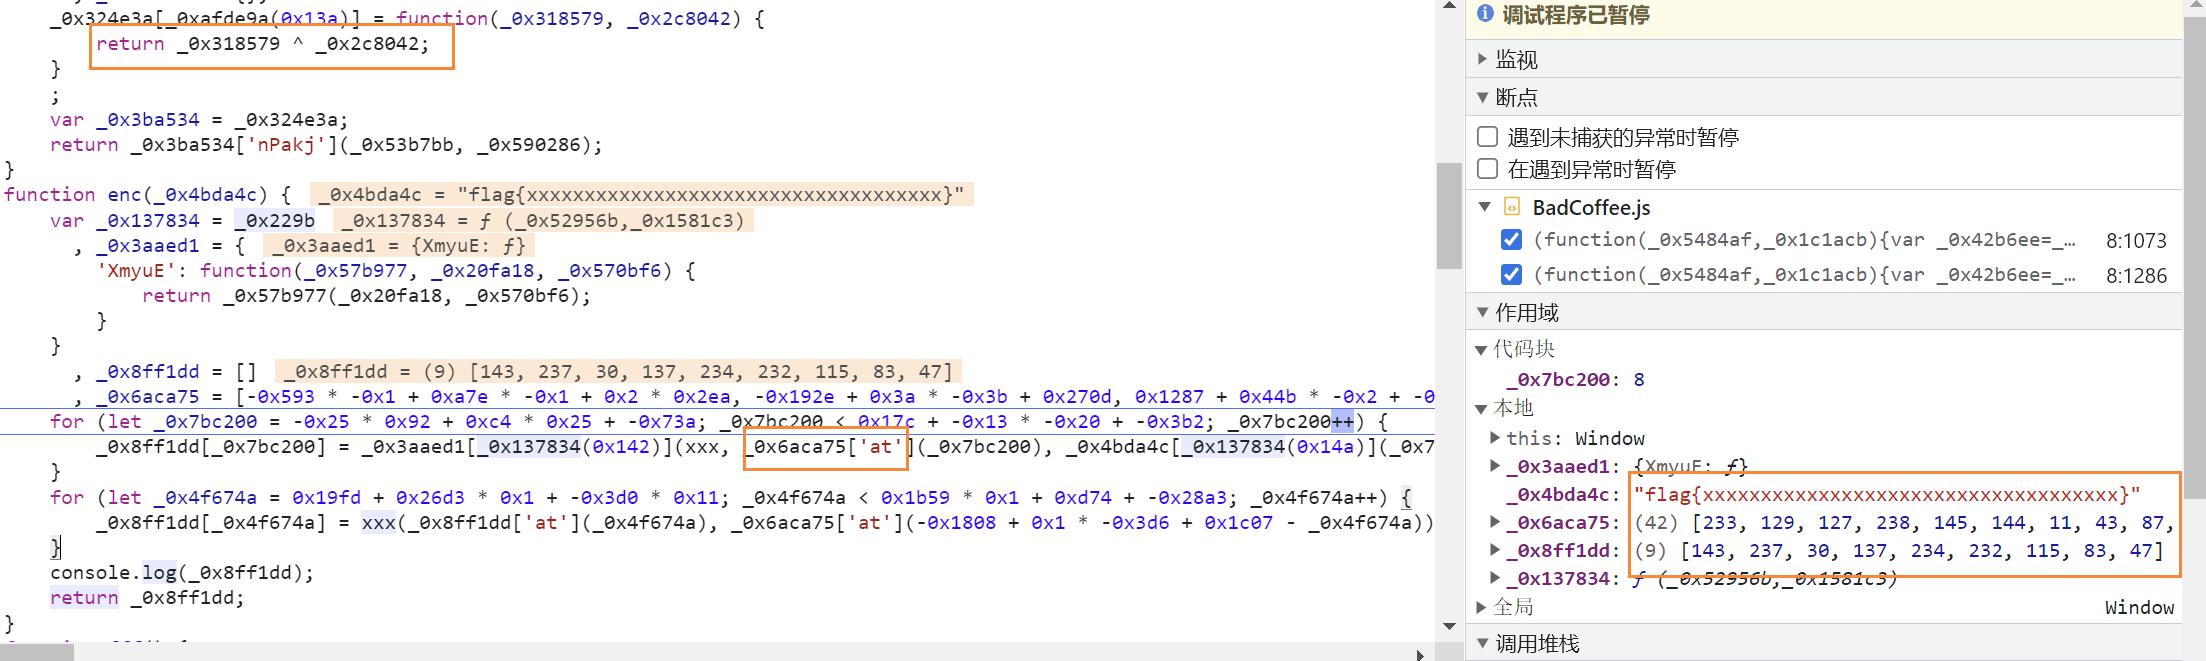 _0x324e3a[_0xafde9a(0x13a)] = function(_0x318579, _0x2c8042) {
return _0x318579 ^ _0x2c8042;
}
;
var _0x3ba534 = _0x324e3a;
return _0x3ba534['nPakj'](_0x53b7bb, _0x590286);
}
function enc(_0x4bda4c) { _0x4bda4c = "flag{xxxxxxxxxxxxxxxxxxxxxxxxxxxxxxxxxxxx}"
var _0x137834 = _0x229b _0x137834 = ƒ (_0x52956b,_0x1581c3)
, _0x3aaed1 = { _0x3aaed1 = {XmyuE: ƒ}
'XmyuE': function(_0x57b977, _0x20fa18, _0x570bf6) {
return _0x57b977(_0x20fa18, _0x570bf6);
}
}
, _0x8ff1dd = [] _0x8ff1dd = (9) [143, 237, 30, 137, 234, 232, 115, 83, 47]
, _0x6aca75 = [-0x593 * -0x1 + 0xa7e * -0x1 + 0x2 * 0x2ea, -0x192e + 0x3a * -0x3b + 0x270d, 0x1287 + 0x44b * -0x2 + -0
for (let _0x7bc200 = -0x25 * 0x92 + 0xc4 * 0x25 + -0x73a; _0x7bc200 < 0x17c + -0x13 * -0x20 + -0x3b2; _0x7bc200++) {
_0x8ff1dd[_0x7bc200] = _0x3aaed1[_0x137834(0x142)](xxx, _0x6aca75['at'](_0x7bc200), _0x4bda4c[_0x137834(0x14a)](_0x7
}
for (let _0x4f674a = 0x19fd + 0x26d3 * 0x1 + -0x3d0 * 0x11; _0x4f674a < 0x1b59 * 0x1 + 0xd74 + -0x28a3; _0x4f674a++) {
_0x8ff1dd[_0x4f674a] = xxx(_0x8ff1dd['at'](_0x4f674a), _0x6aca75['at'](-0x1808 + 0x1 * -0x3d6 + 0x1c07 - _0x4f674a))
}
console.log(_0x8ff1dd);
return _0x8ff1dd;
}
调试程序已暂停
监视
断点
遇到未捕获的异常时暂停
在遇到异常时暂停
BadCoffee.js
(function(_0x5484af,_0x1c1acb){var _0x42b6ee=_… 8:1073
(function(_0x5484af,_0x1c1acb){var _0x42b6ee=_… 8:1286
作用域
代码块
_0x7bc200: 8
本地
this: Window
_0x3aaed1: {XmyuE: ƒ}
_0x4bda4c: "flag{xxxxxxxxxxxxxxxxxxxxxxxxxxxxxxxxxxxx}"
_0x6aca75: (42) [233, 129, 127, 238, 145, 144, 11, 43, 87,
_0x8ff1dd: (9) [143, 237, 30, 137, 234, 232, 115, 83, 47]
_0x137834: ƒ (_0x52956b,_0x1581c3)
全局 Window
调用堆栈